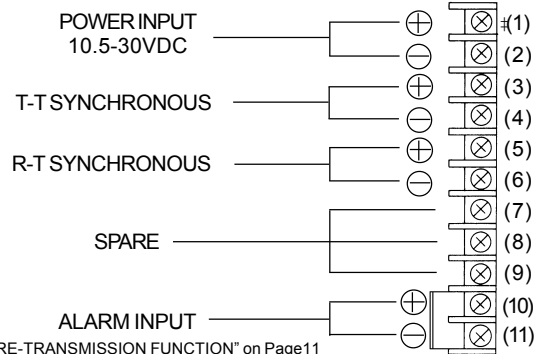 POWER INPUT
10.5-30VDC
T-T SYNCHRONOUS
R-T SYNCHRONOUS
SPARE
ALARM INPUT
RE-TRANSMISSION FUNCTION" on Page11
(1)
(2)
(3)
(4)
(5)
(6)
(7)
(8)
(9)
(10)
(11)